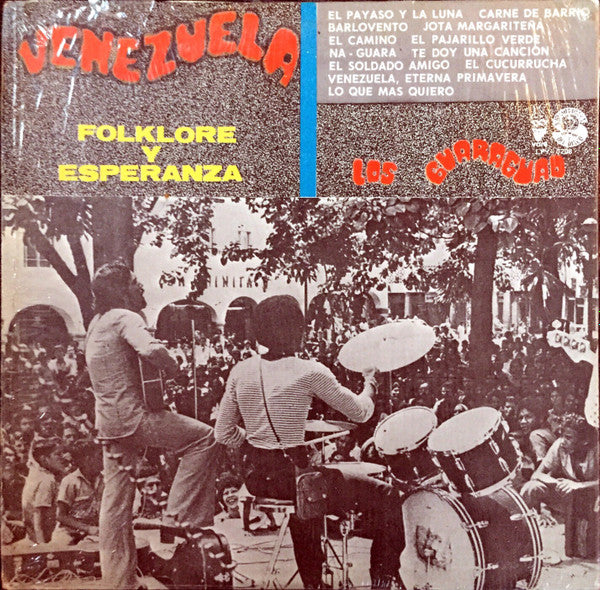 VENEZUELA
FOLKLORE
Y
ESPERANZA
EL PAYASO Y LA LUNA CARNE DE BARRIO
BARLOVENTO JOTA MARGARITEÑA
EL CAMINO EL PAJARILLO VERDE
NA-GUARA TE DOY UNA CANCIÓN
EL SOLDADO AMIGO EL CUCURRUCHA
VENEZUELA, ETERNA PRIMAVERA
LO QUE MAS QUIERO
LOS GUARAGUAO